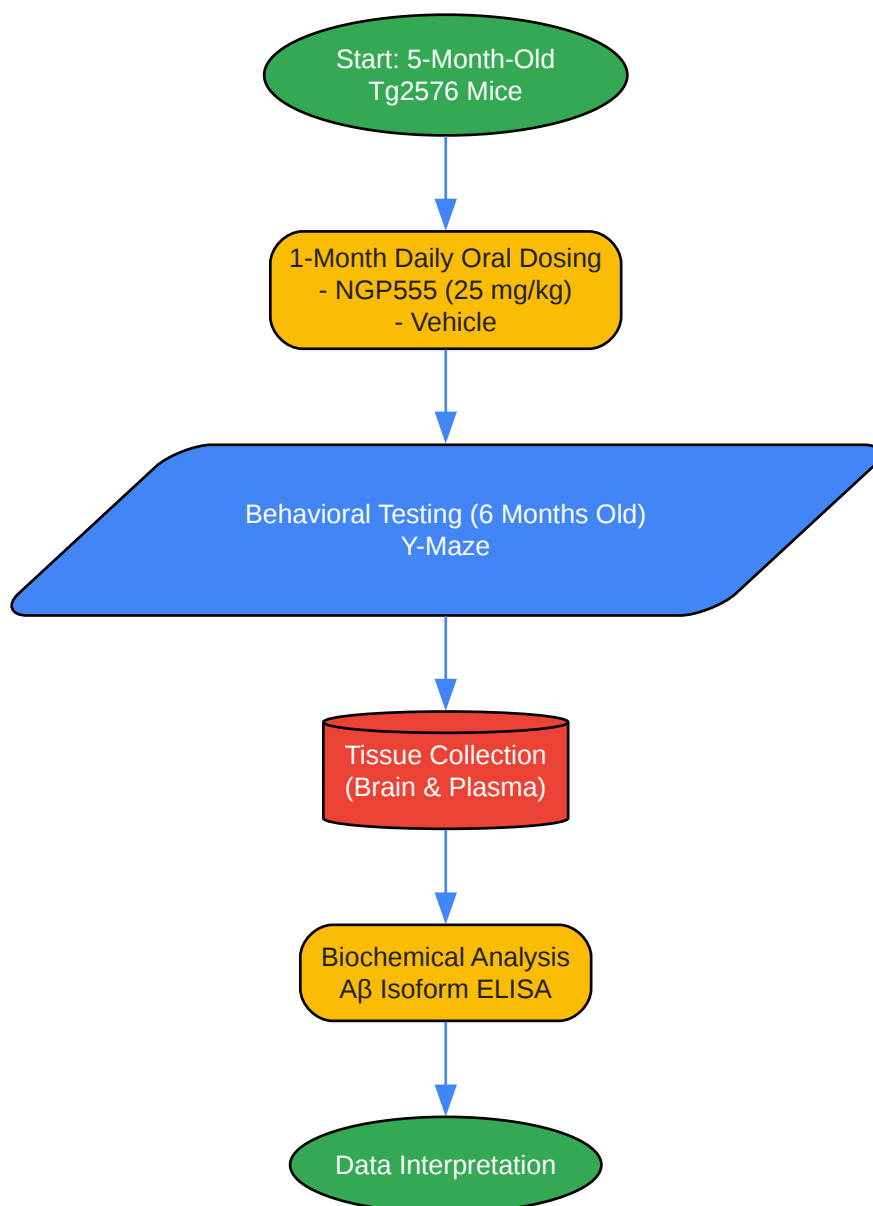 Start: 5-Month-Old
Tg2576 Mice
1-Month Daily Oral Dosing
- NGP555 (25 mg/kg)
- Vehicle
Behavioral Testing (6 Months Old)
Y-Maze
Tissue Collection
(Brain & Plasma)
Biochemical Analysis
Aβ Isoform ELISA
Data Interpretation